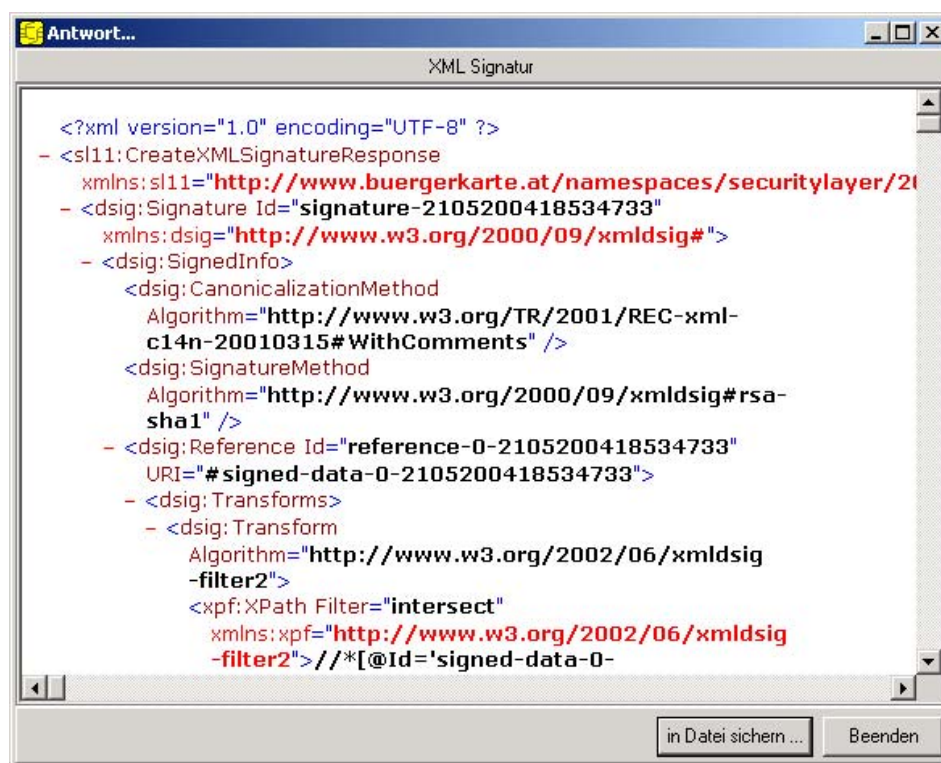 Antwort...
XML Signatur
<?xml version="1.0" encoding="UTF-8" ?>
- <sl11:CreateXMLSignatureResponse
xmlns:sl11="http://www.buergerkarte.at/namespaces/securitylayer/20
- <dsig:Signature Id="signature-2105200418534733"
xmlns:dsig="http://www.w3.org/2000/09/xmldsig#">
- <dsig:SignedInfo>
<dsig:CanonicalizationMethod
Algorithm="http://www.w3.org/TR/2001/REC-xml-
c14n-20010315#WithComments" />
<dsig:SignatureMethod
Algorithm="http://www.w3.org/2000/09/xmldsig#rsa-
sha1" />
- <dsig:Reference Id="reference-0-2105200418534733"
URI="#signed-data-0-2105200418534733">
- <dsig:Transforms>
- <dsig:Transform
Algorithm="http://www.w3.org/2002/06/xmldsig
-filter2">
<xpf:XPath Filter="intersect"
xmlns:xpf="http://www.w3.org/2002/06/xmldsig
-filter2">//*[@Id='signed-data-0-
in Datei sichern ...
Beenden